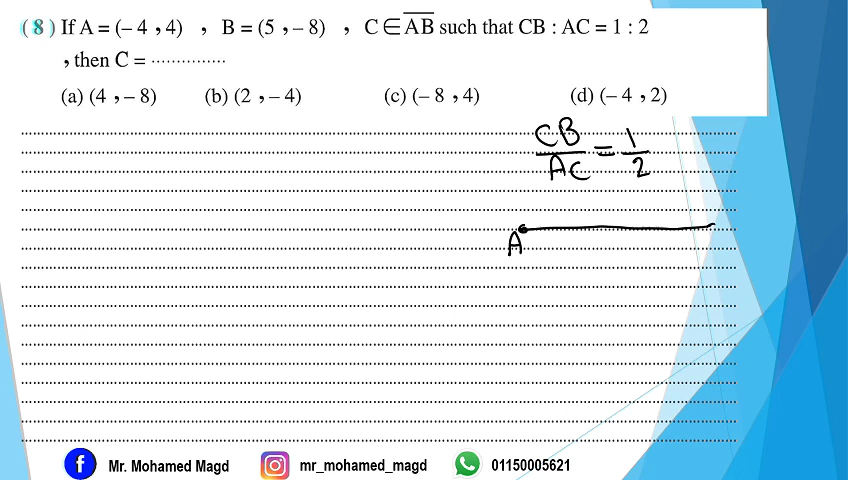 ( 8 ) If A = (– 4 , 4) , B = (5 , – 8) , C ∈ A͞B͞ such that CB : AC = 1 : 2
, then C = ···············
(a) (4 , – 8) (b) (2 , – 4) (c) (– 8 , 4) (d) (– 4 , 2)
CB/AC = 1/2
A
Mr. Mohamed Magd mr_mohamed_magd 01150005621